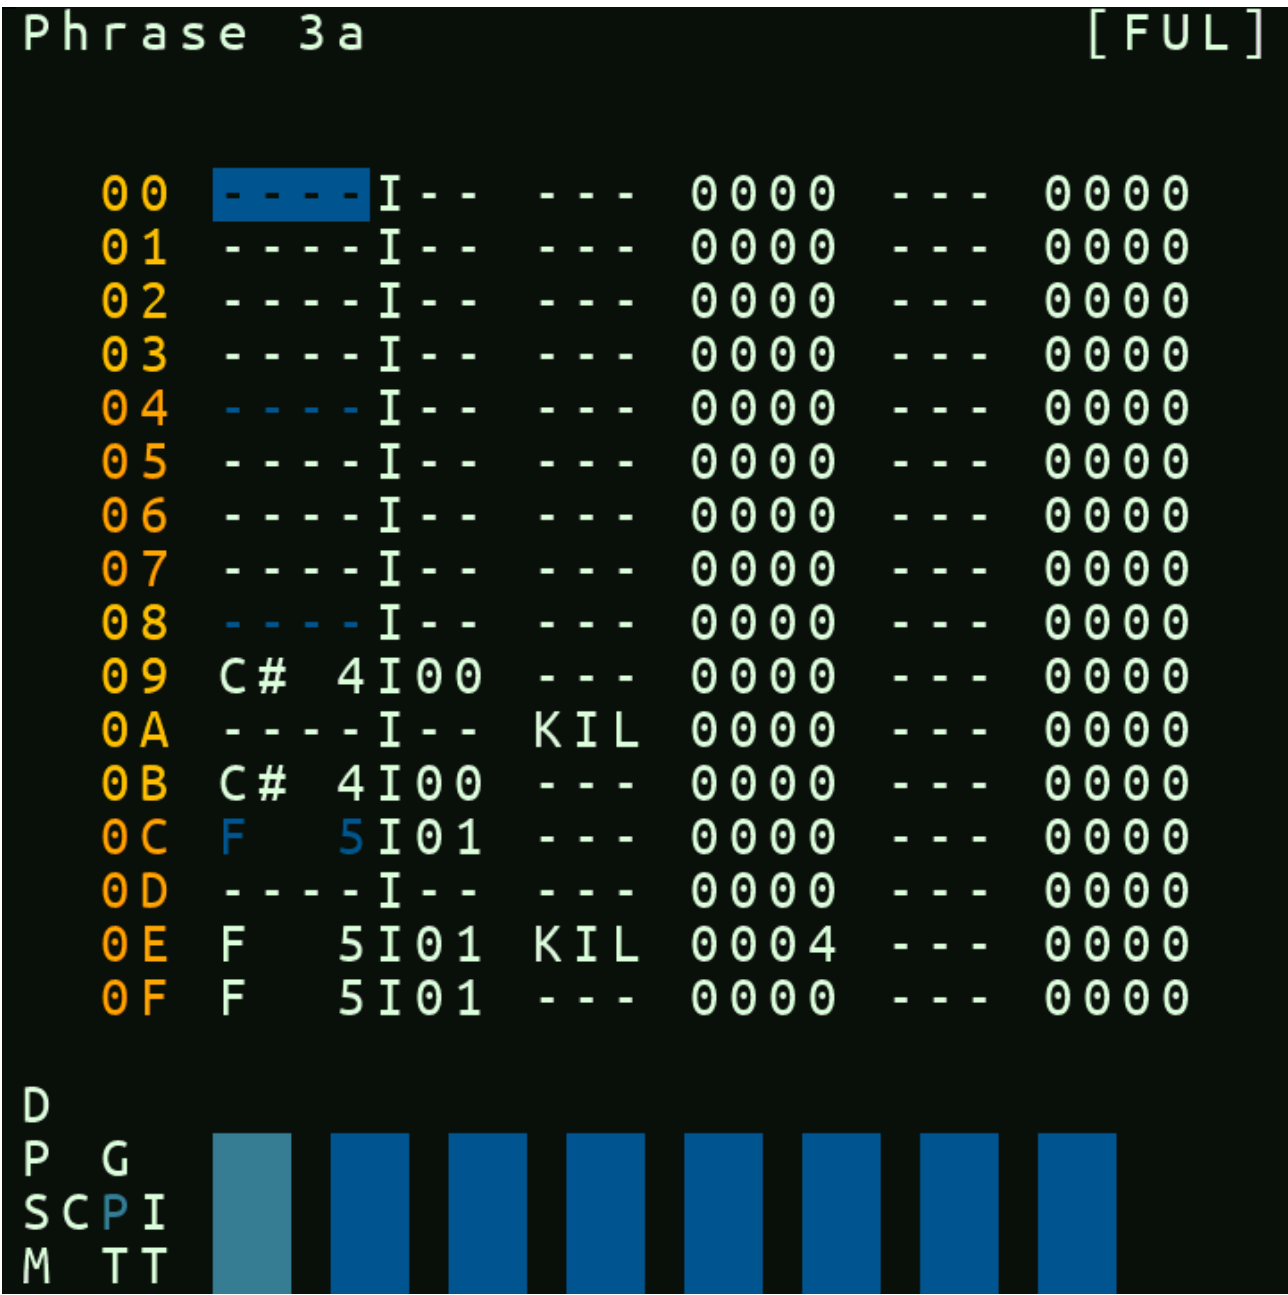 Phrase 3a [FUL]
00 ----I-- --- 0000 --- 0000
01 ----I-- --- 0000 --- 0000
02 ----I-- --- 0000 --- 0000
03 ----I-- --- 0000 --- 0000
04 ----I-- --- 0000 --- 0000
05 ----I-- --- 0000 --- 0000
06 ----I-- --- 0000 --- 0000
07 ----I-- --- 0000 --- 0000
08 ----I-- --- 0000 --- 0000
09 C# 4I00 --- 0000 --- 0000
0A ----I-- KIL 0000 --- 0000
0B C# 4I00 --- 0000 --- 0000
0C F  5I01 --- 0000 --- 0000
0D ----I-- --- 0000 --- 0000
0E F  5I01 KIL 0004 --- 0000
0F F  5I01 --- 0000 --- 0000
D
P G
SCPI
M TT